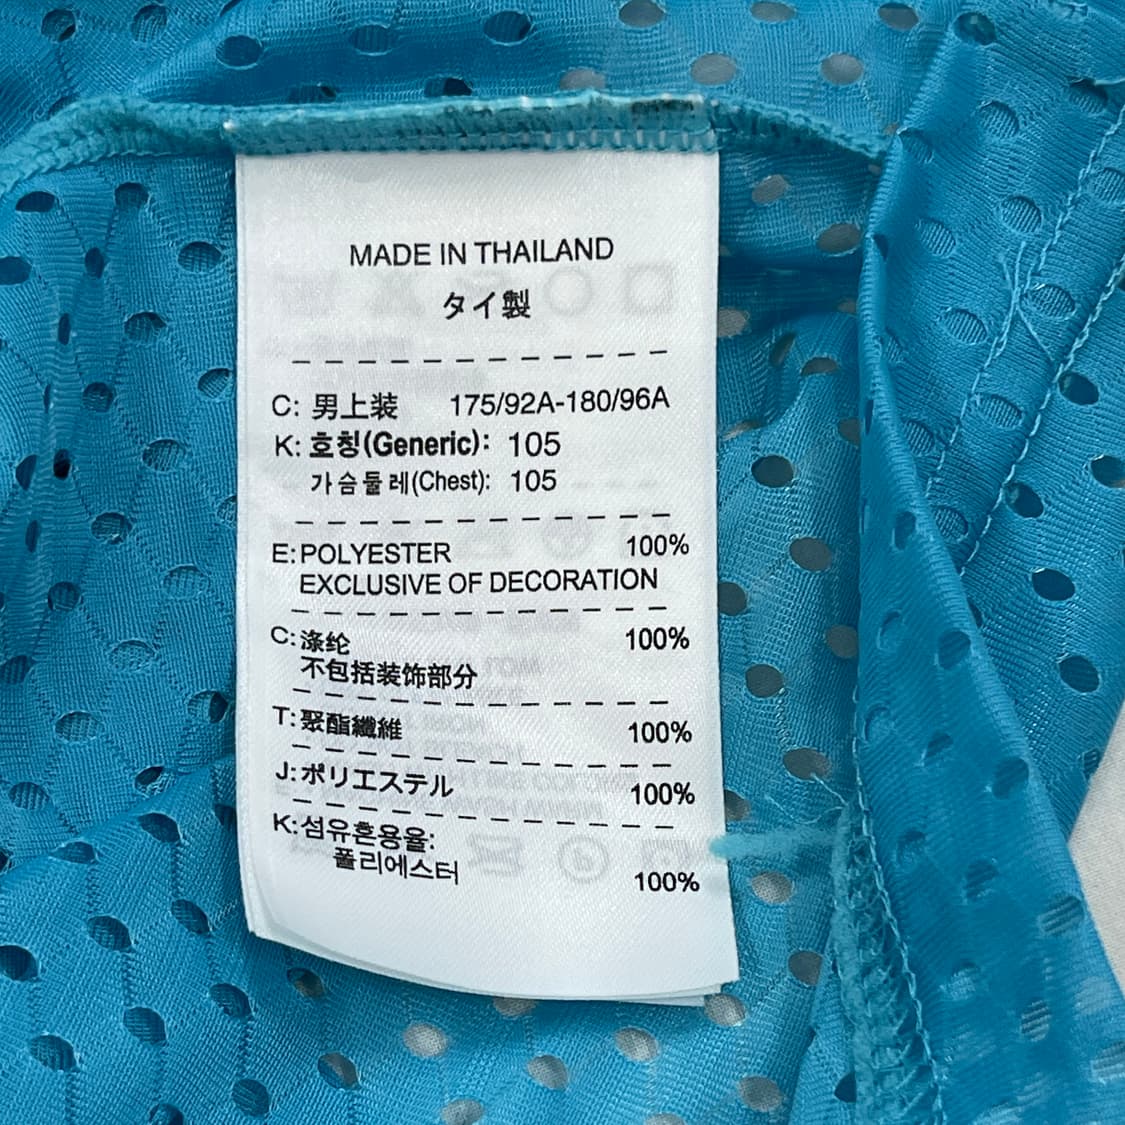 MADE IN THAILAND
タイ製
C: 男上装 175/92A-180/96A
K: 호칭(Generic): 105
가슴둘레(Chest): 105
E: POLYESTER 100%
EXCLUSIVE OF DECORATION
C: 涤纶 100%
不包括装饰部分
T: 聚酯纖維 100%
J: ポリエステル 100%
K: 섬유혼용율:
폴리에스터 100%